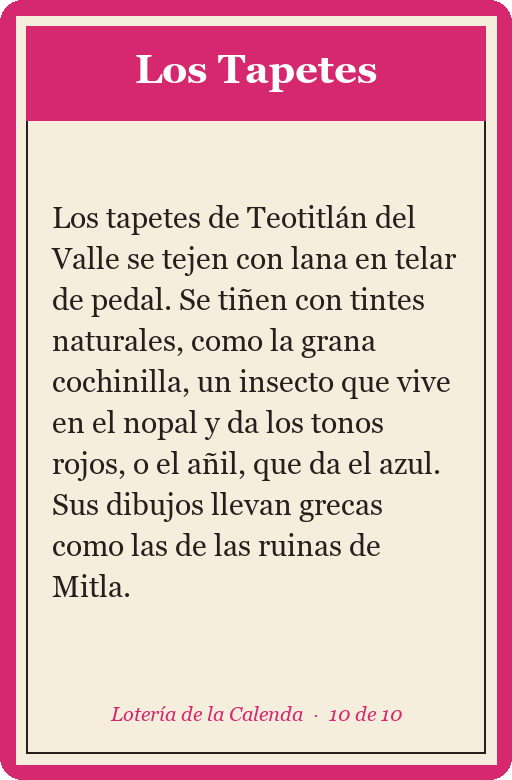 Los Tapetes
Los tapetes de Teotitlán del
Valle se tejen con lana en telar
de pedal. Se tiñen con tintes
naturales, como la grana
cochinilla, un insecto que vive
en el nopal y da los tonos
rojos, o el añil, que da el azul.
Sus dibujos llevan grecas
como las de las ruinas de
Mitla.
Lotería de la Calenda · 10 de 10